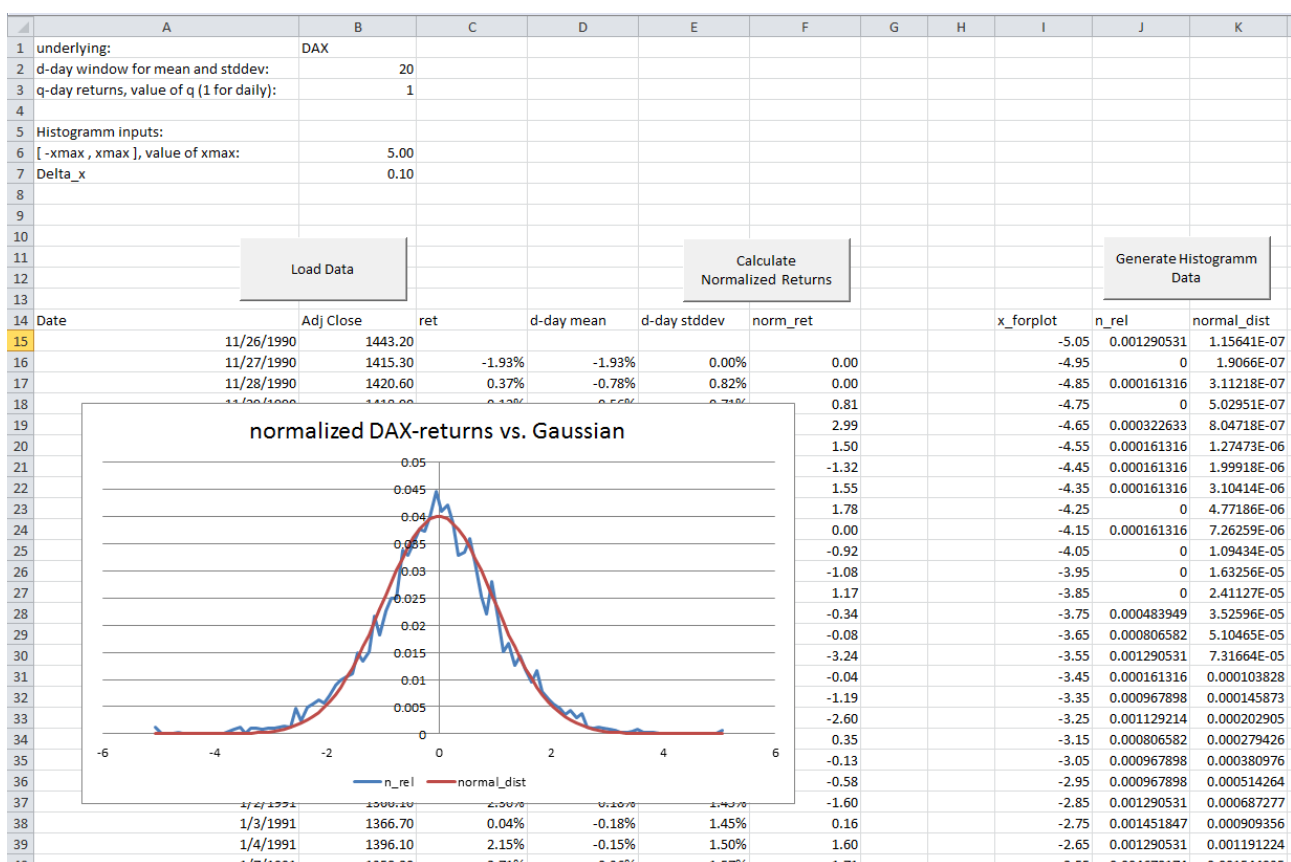 A B C D E F G H I J K
1 underlying: DAX
2 d-day window for mean and stddev: 20
3 q-day returns, value of q (1 for daily): 1
4
5 Histogramm inputs:
6 [ -xmax , xmax ], value of xmax: 5.00
7 Delta_x 0.10
8
9
10
11
12
13
Load Data
Calculate
Normalized Returns
Generate Histogramm
Data
14 Date Adj Close ret d-day mean d-day stddev norm_ret x_forplot n_rel normal_dist
15 11/26/1990 1443.20 -5.05 0.001290531 1.15641E-07
16 11/27/1990 1415.30 -1.93% -1.93% 0.00% 0.00 -4.95 0 1.9066E-07
17 11/28/1990 1420.60 0.37% -0.78% 0.82% 0.00 -4.85 0.000161316 3.11218E-07
18 0.81 -4.75 0 5.02951E-07
19 2.99 -4.65 0.000322633 8.04718E-07
20 1.50 -4.55 0.000161316 1.27473E-06
21 -1.32 -4.45 0.000161316 1.99918E-06
22 1.55 -4.35 0.000161316 3.10414E-06
23 1.78 -4.25 0 4.77186E-06
24 0.00 -4.15 0.000161316 7.26259E-06
25 -0.92 -4.05 0 1.09434E-05
26 -1.08 -3.95 0 1.63256E-05
27 1.17 -3.85 0 2.41127E-05
28 -0.34 -3.75 0.000483949 3.52596E-05
29 -0.08 -3.65 0.000806582 5.10465E-05
30 -3.24 -3.55 0.001290531 7.31664E-05
31 -0.04 -3.45 0.000161316 0.000103828
32 -1.19 -3.35 0.000967898 0.000145873
33 -2.60 -3.25 0.001129214 0.000202905
34 0.35 -3.15 0.000806582 0.000279426
35 -0.13 -3.05 0.000967898 0.000380976
36 -0.58 -2.95 0.000967898 0.000514264
37 -1.60 -2.85 0.001290531 0.000687277
38 1/3/1991 1366.70 0.04% -0.18% 1.45% 0.16 -2.75 0.001451847 0.000909356
39 1/4/1991 1396.10 2.15% -0.15% 1.50% 1.60 -2.65 0.001290531 0.001191224
normalized DAX-returns vs. Gaussian
0.05
0.045
0.04
0.035
0.03
0.025
0.02
0.015
0.01
0.005
0
-6 -4 -2 0 2 4 6
n_rel normal_dist